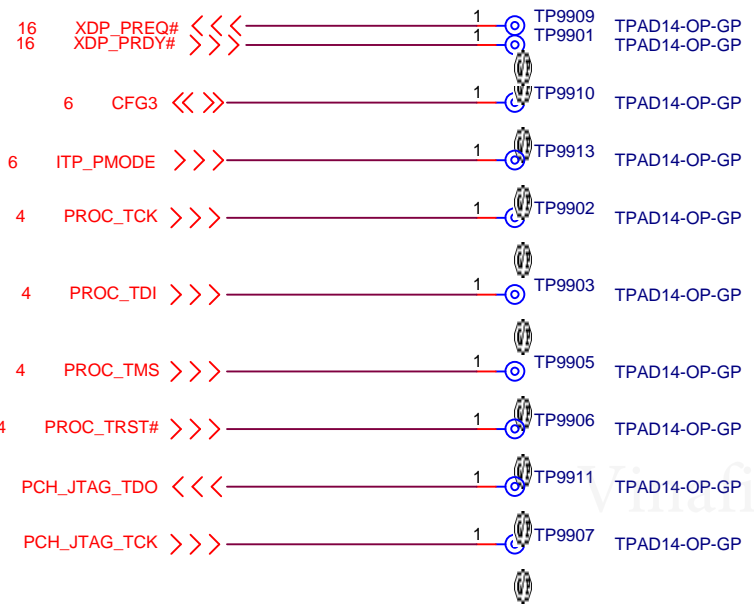 16 XDP_PREQ# 1 TP9909 TPAD14-OP-GP
16 XDP_PRDY# 1 TP9901 TPAD14-OP-GP
6 CFG3 1 TP9910 TPAD14-OP-GP
6 ITP_PMODE 1 TP9913 TPAD14-OP-GP
4 PROC_TCK 1 TP9902 TPAD14-OP-GP
4 PROC_TDI 1 TP9903 TPAD14-OP-GP
4 PROC_TMS 1 TP9905 TPAD14-OP-GP
4 PROC_TRST# 1 TP9906 TPAD14-OP-GP
PCH_JTAG_TDO 1 TP9911 TPAD14-OP-GP
Vinafi
PCH_JTAG_TCK 1 TP9907 TPAD14-OP-GP